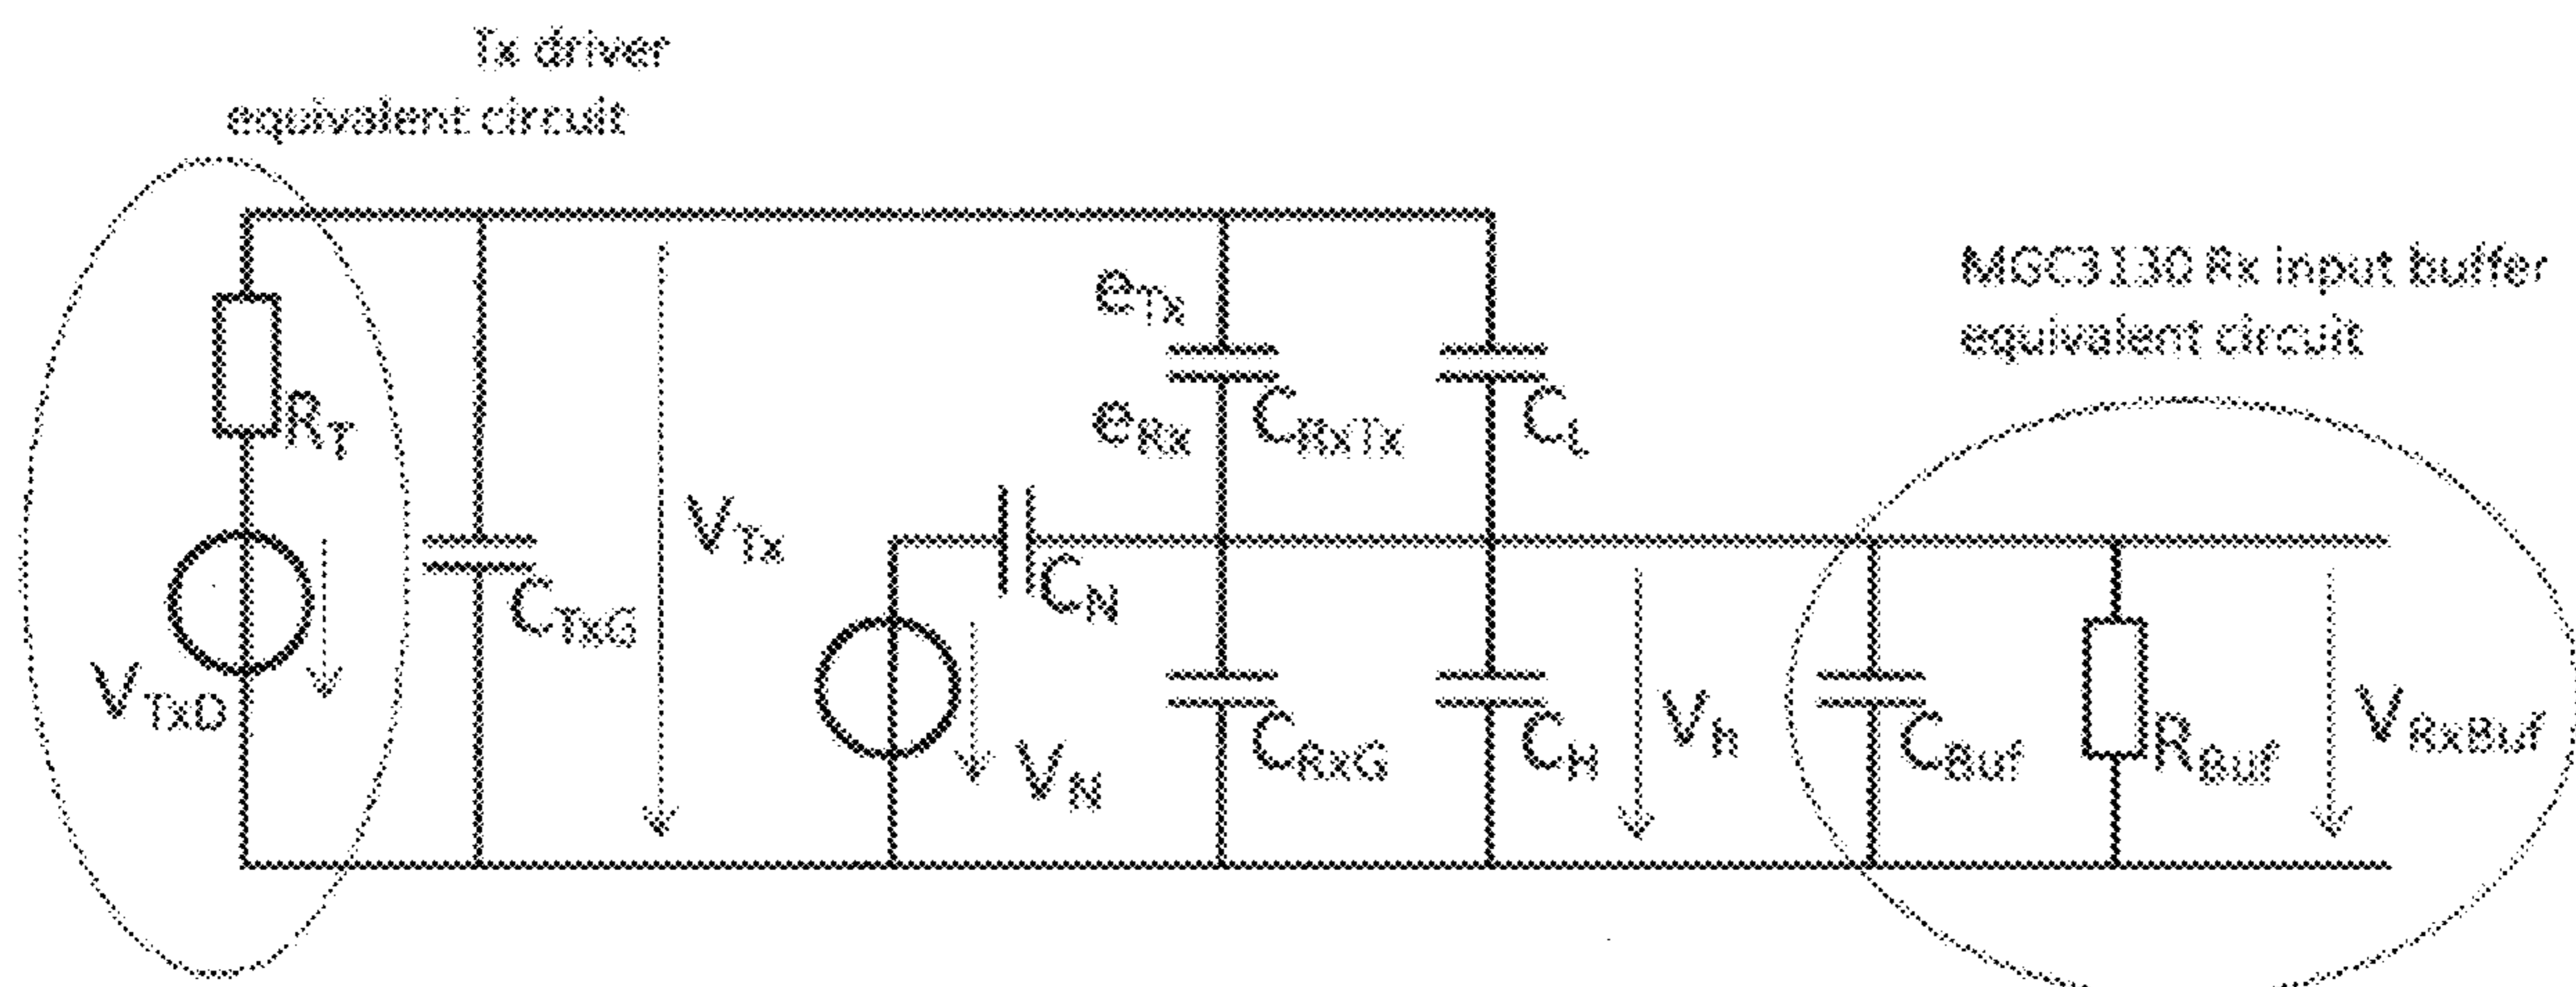 Tx driver
equivalent circuit
MGC3130 Rx input buffer
equivalent circuit
eTx
eRx
RT
CRxTx
CL
VTx
CN
CTxG
VTxD
VN
CRxG
CH
Vh
CBuf
RBuf
VRxBuf